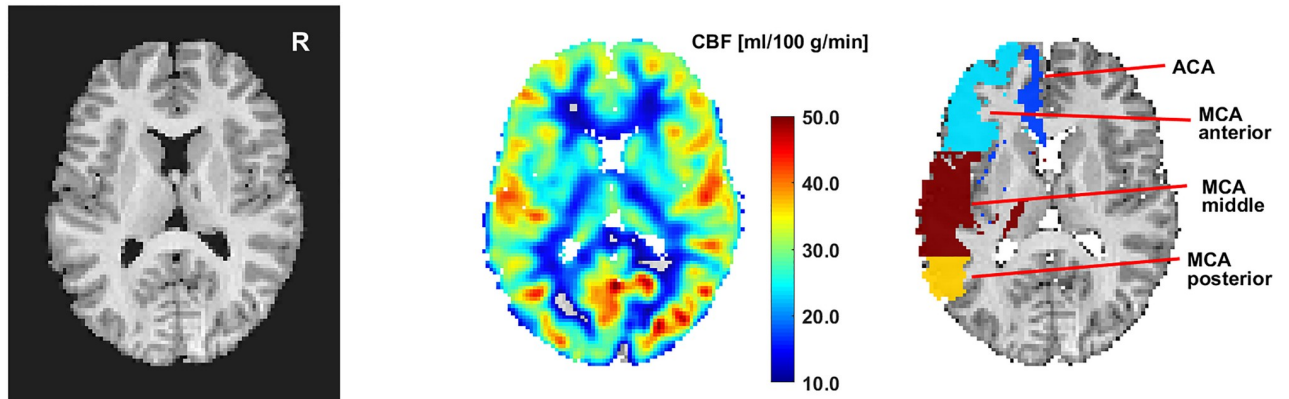 R
CBF [ml/100 g/min]
50.0
40.0
30.0
20.0
10.0
ACA
MCA
anterior
MCA
middle
MCA
posterior